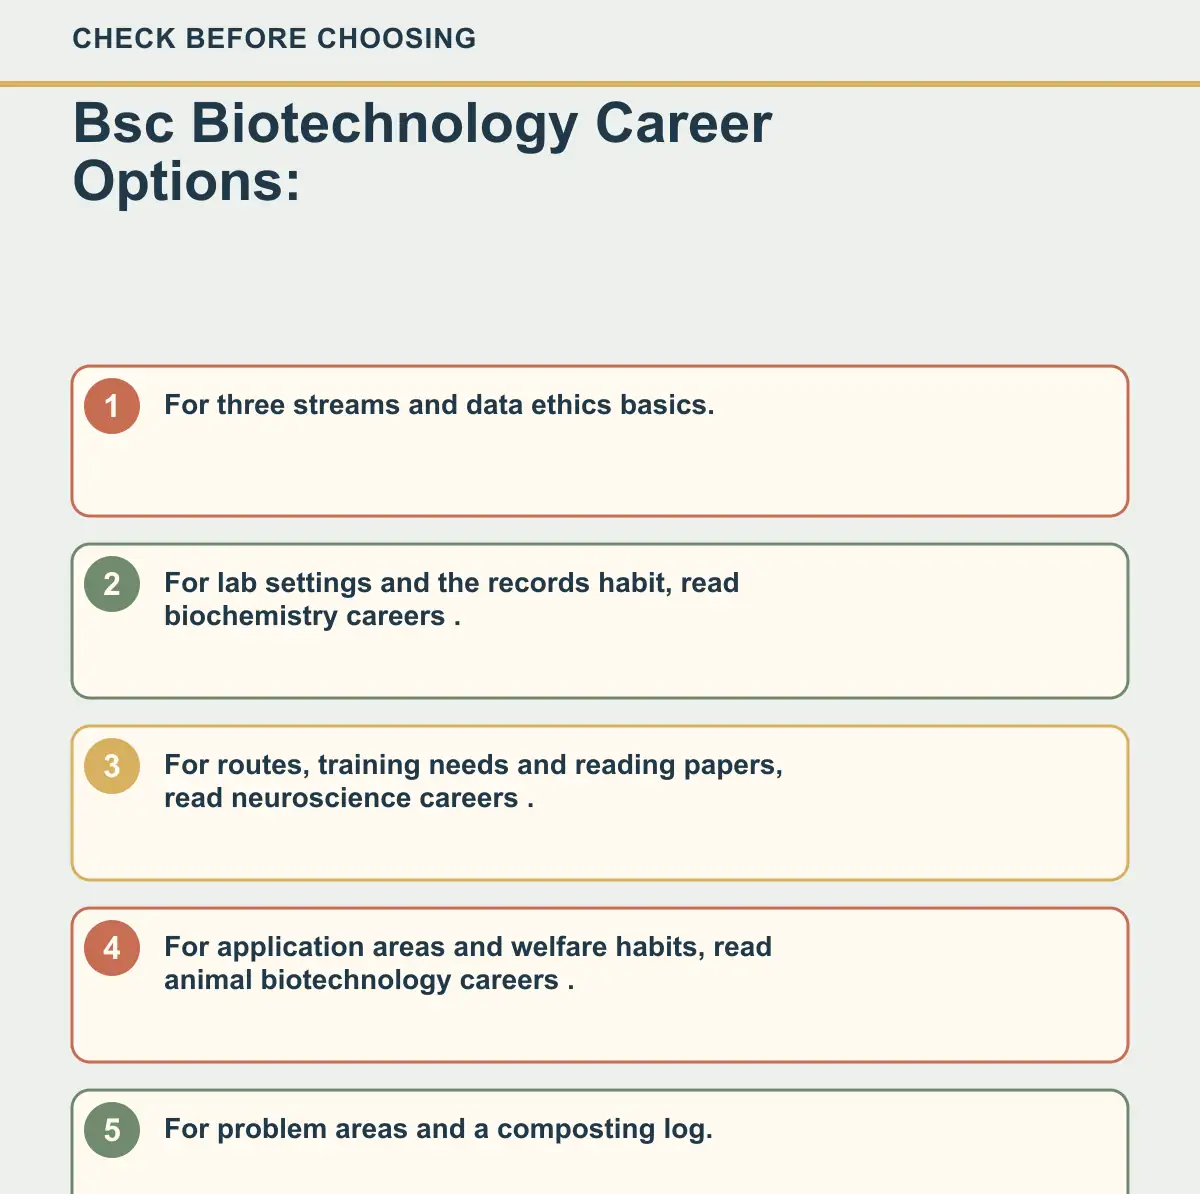 CHECK BEFORE CHOOSING
Bsc Biotechnology Career
Options:
1
For three streams and data ethics basics.
2
For lab settings and the records habit, read
biochemistry careers .
3
For routes, training needs and reading papers,
read neuroscience careers .
4
For application areas and welfare habits, read
animal biotechnology careers .
5
For problem areas and a composting log.